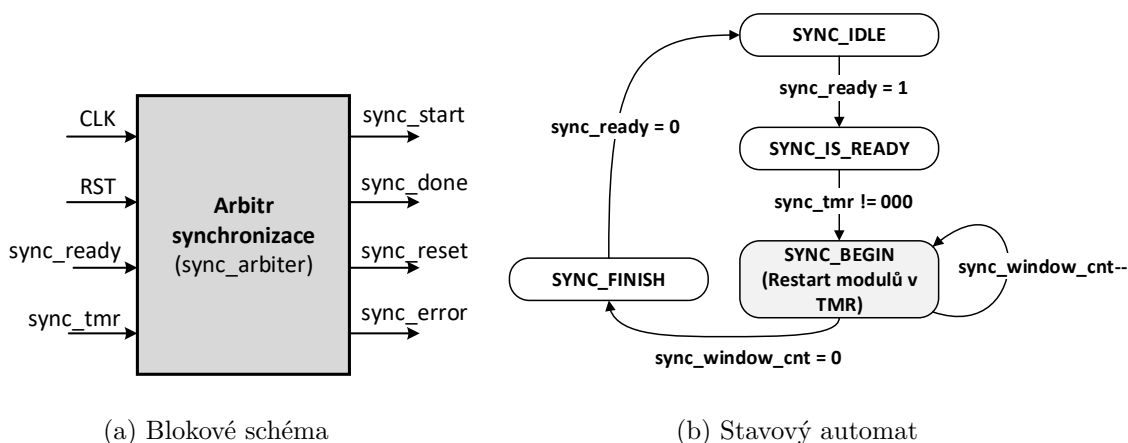 CLK
RST
sync_ready
sync_tmr
Arbitr
synchronizace
(sync_arbiter)
sync_start
sync_done
sync_reset
sync_error
(a) Blokové schéma
SYNC_IDLE
sync_ready = 1
sync_ready = 0
SYNC_IS_READY
sync_tmr != 000
SYNC_BEGIN
(Restart modulů v
TMR)
sync_window_cnt--
SYNC_FINISH
sync_window_cnt = 0
(b) Stavový automat